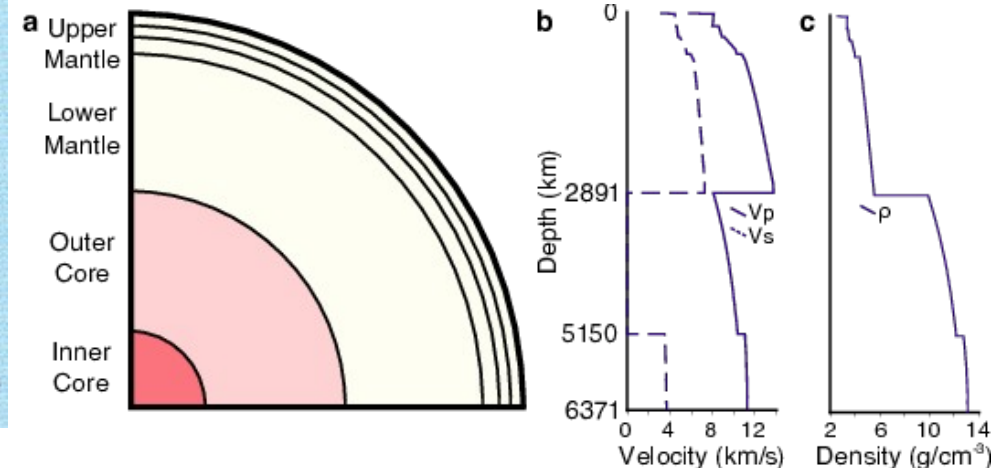 a
Upper
Mantle
Lower
Mantle
Outer
Core
Inner
Core
b
Depth (km)
0
2891
5150
6371
Vp
Vs
0 4 8 12
Velocity (km/s)
c
ρ
2 6 10 14
Density (g/cm⁻³)